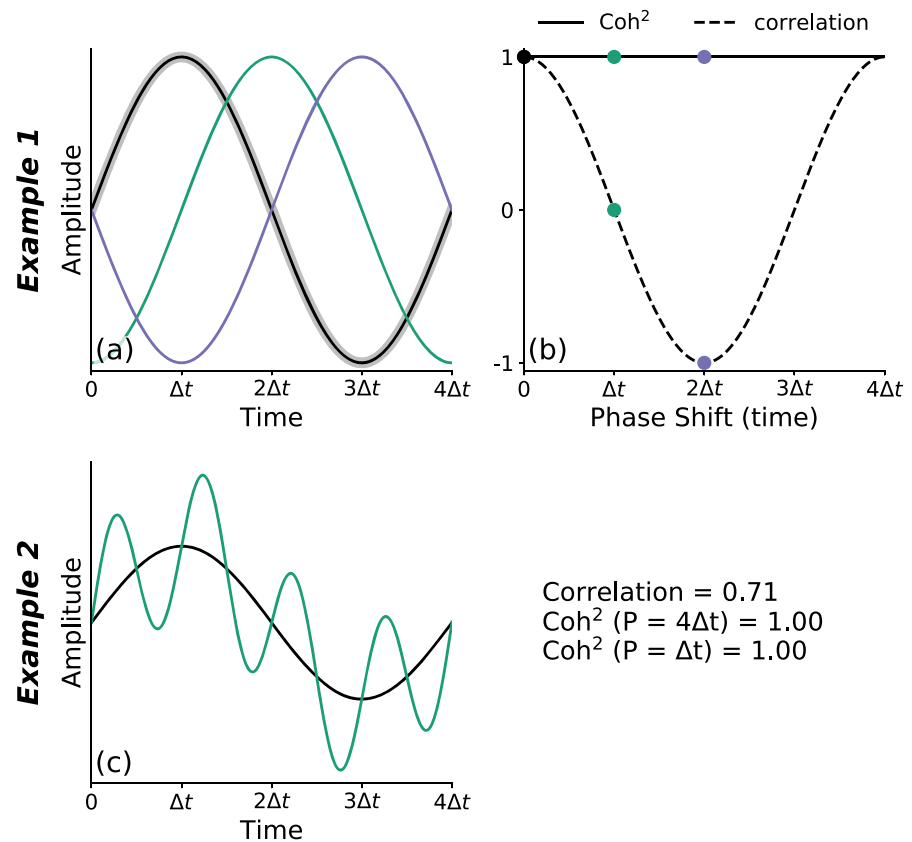 Coh² correlation
Example 1
Amplitude
(a)
0 Δt 2Δt 3Δt 4Δt
Time
1
0
-1
(b)
0 Δt 2Δt 3Δt 4Δt
Phase Shift (time)
Example 2
Amplitude
(c)
0 Δt 2Δt 3Δt 4Δt
Time
Correlation = 0.71
Coh² (P = 4Δt) = 1.00
Coh² (P = Δt) = 1.00